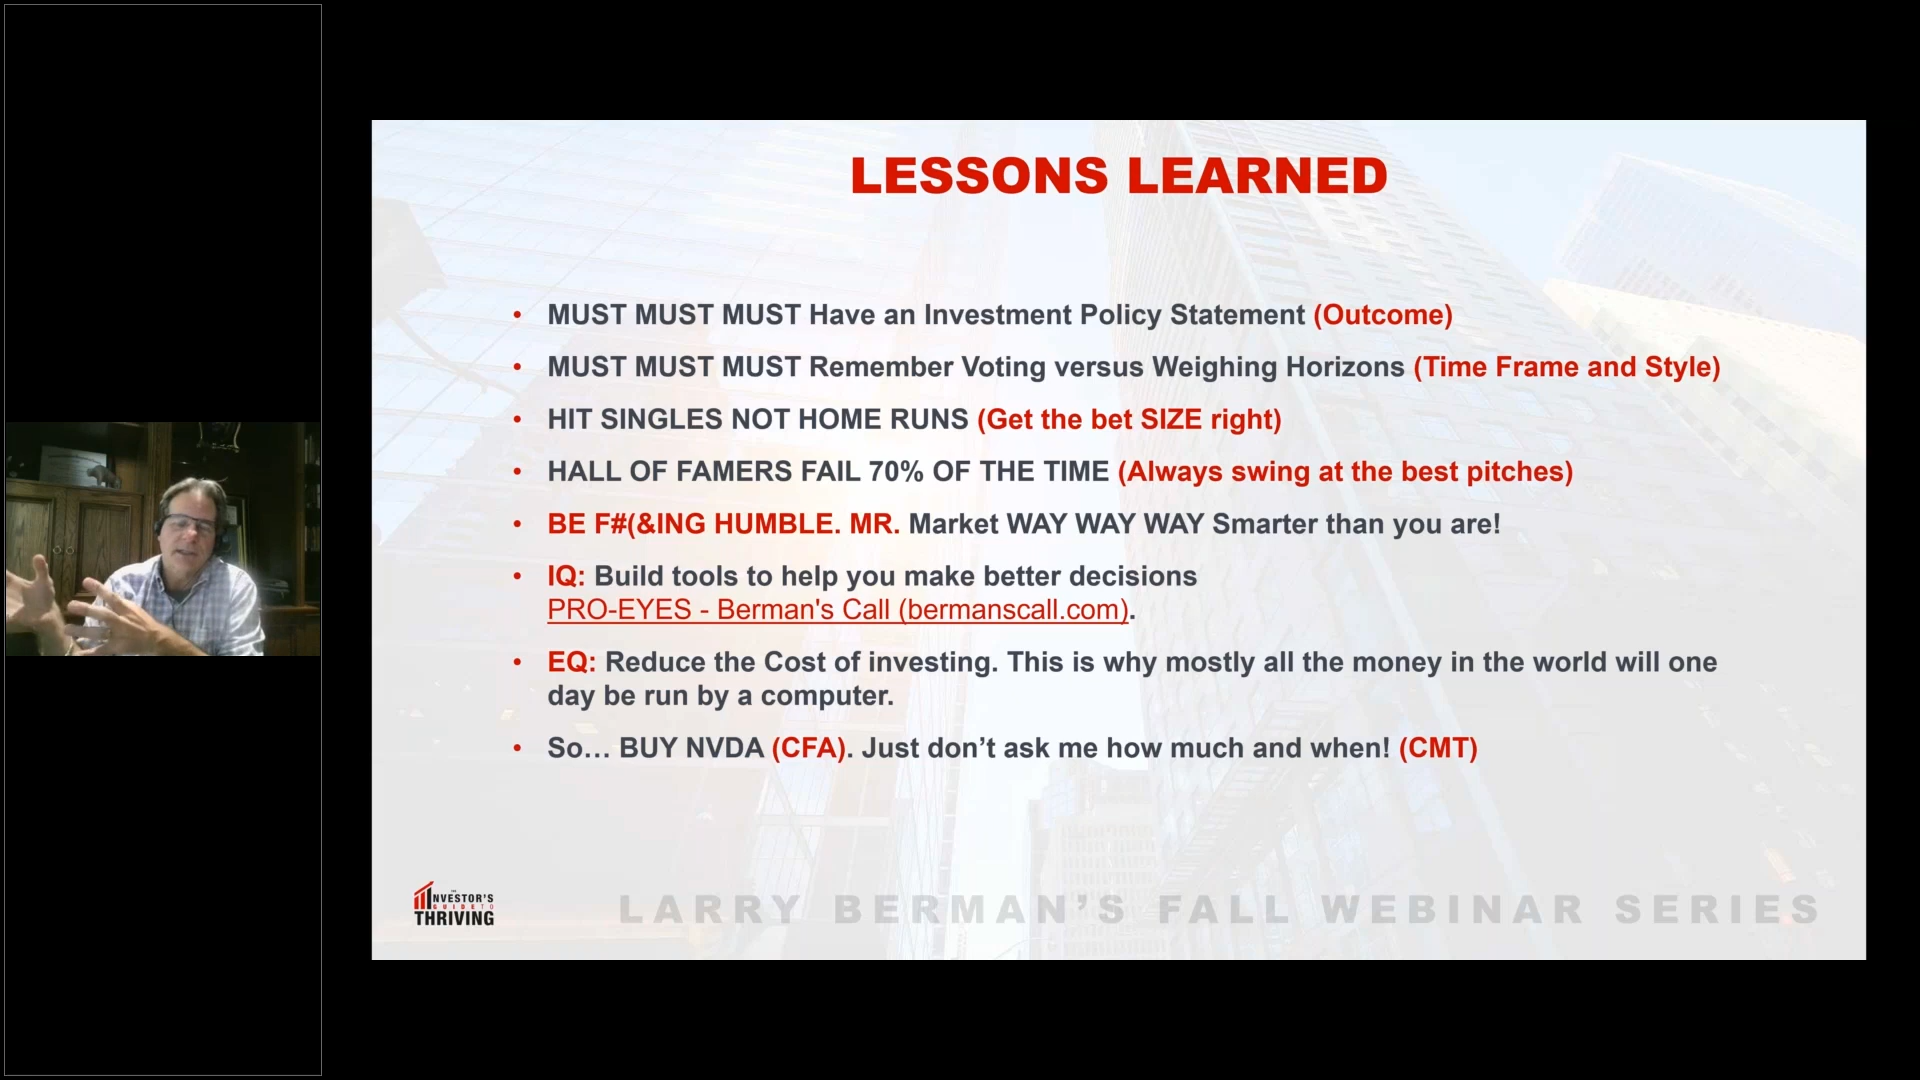 LESSONS LEARNED
• MUST MUST MUST Have an Investment Policy Statement (Outcome)
• MUST MUST MUST Remember Voting versus Weighing Horizons (Time Frame and Style)
• HIT SINGLES NOT HOME RUNS (Get the bet SIZE right)
• HALL OF FAMERS FAIL 70% OF THE TIME (Always swing at the best pitches)
• BE F#(&ING HUMBLE. MR. Market WAY WAY WAY Smarter than you are!
• IQ: Build tools to help you make better decisions
PRO-EYES - Berman's Call (bermanscall.com).
• EQ: Reduce the Cost of investing. This is why mostly all the money in the world will one
day be run by a computer.
• So… BUY NVDA (CFA). Just don’t ask me how much and when! (CMT)
THE
INVESTOR'S
GUIDE TO
THRIVING
LARRY BERMAN’S FALL WEBINAR SERIES